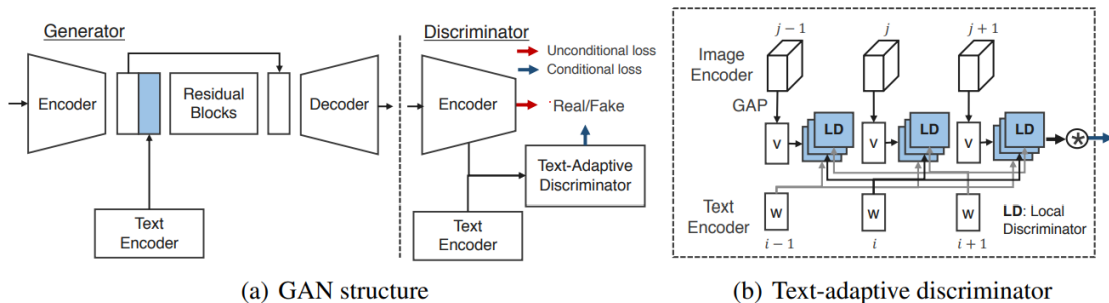 Generator
Encoder
Residual
Blocks
Decoder
Text
Encoder
Discriminator
Unconditional loss
Conditional loss
Encoder
Real/Fake
Text-Adaptive
Discriminator
Text
Encoder
(a) GAN structure
j − 1
j
j + 1
Image
Encoder
GAP
V
LD
V
LD
V
LD
*
Text
Encoder
W
W
W
LD: Local
Discriminator
i − 1
i
i + 1
(b) Text-adaptive discriminator